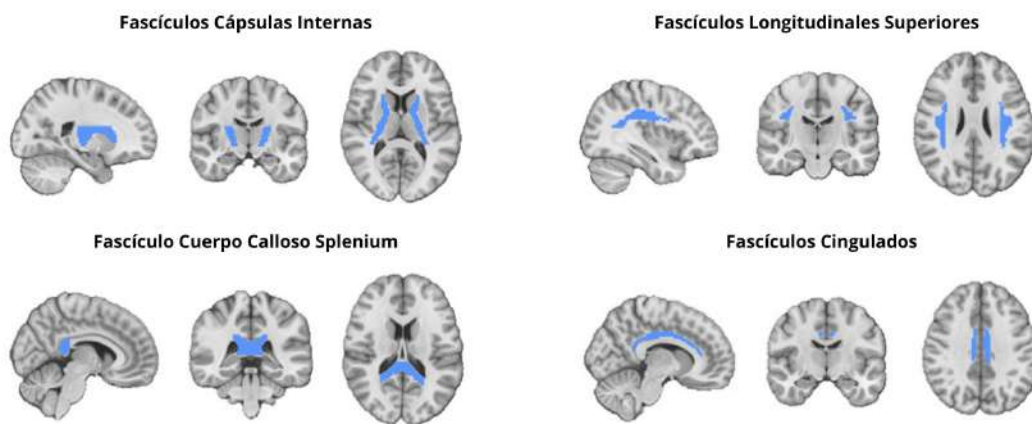 Fascículos Cápsulas Internas
Fascículos Longitudinales Superiores
Fascículo Cuerpo Calloso Splenium
Fascículos Cingulados